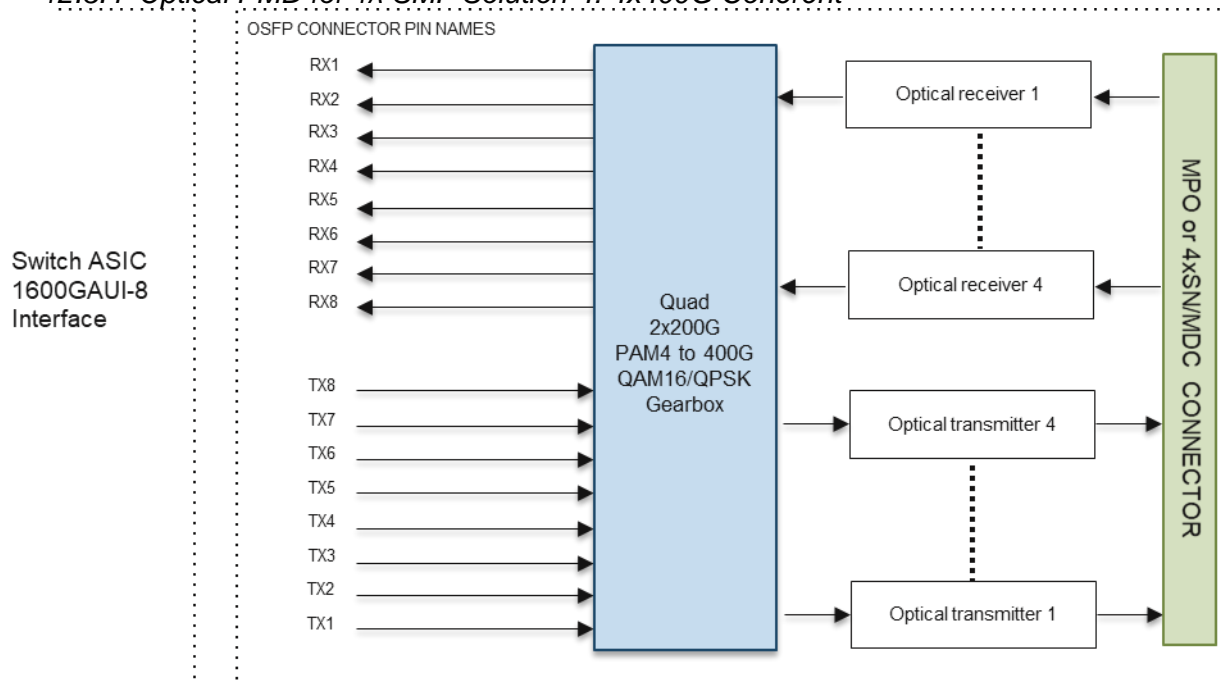 OSFP CONNECTOR PIN NAMES
RX1
RX2
RX3
RX4
RX5
RX6
RX7
RX8
TX8
TX7
TX6
TX5
TX4
TX3
TX2
TX1
Switch ASIC
1600GAUI-8
Interface
Quad
2x200G
PAM4 to 400G
QAM16/QPSK
Gearbox
Optical receiver 1
Optical receiver 4
Optical transmitter 4
Optical transmitter 1
MPO or 4xSN/MDC CONNECTOR